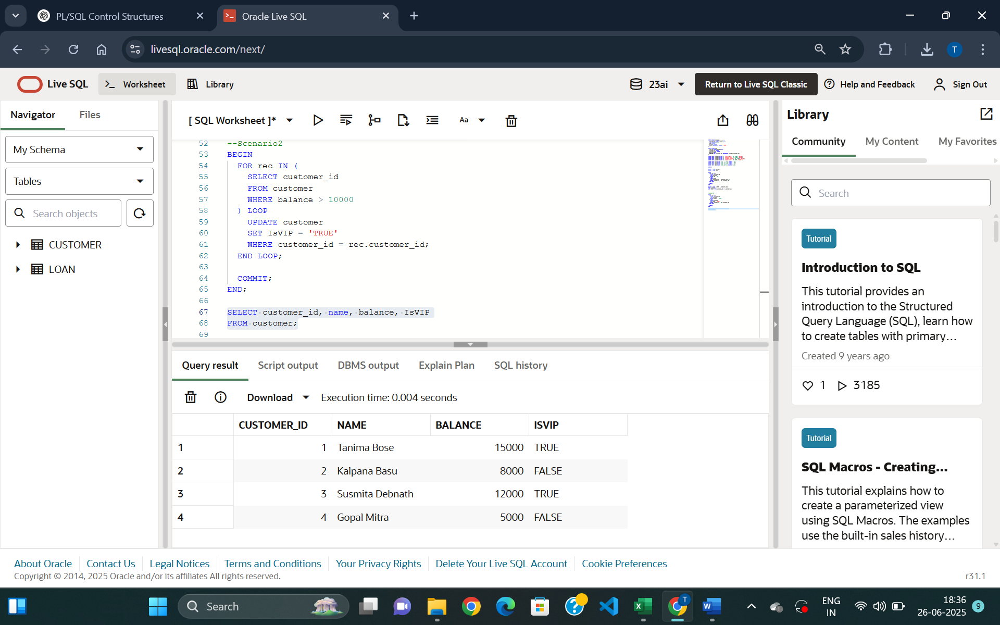 PL/SQL Control Structures
Oracle Live SQL
livesql.oracle.com/next/
T
Live SQL
Worksheet
Library
23ai
Return to Live SQL Classic
Help and Feedback
Sign Out
Navigator
Files
My Schema
Tables
Search objects
CUSTOMER
LOAN
[ SQL Worksheet ]*
Aa
52 --Scenario2
53 BEGIN
54 FOR rec IN (
55 SELECT customer_id
56 FROM customer
57 WHERE balance > 10000
58 ) LOOP
59 UPDATE customer
60 SET IsVIP = 'TRUE'
61 WHERE customer_id = rec.customer_id;
62 END LOOP;
63
64 COMMIT;
65 END;
66
67 SELECT customer_id, name, balance, IsVIP
68 FROM customer;
69
Query result
Script output
DBMS output
Explain Plan
SQL history
Download
Execution time: 0.004 seconds
CUSTOMER_ID NAME BALANCE ISVIP
1 1 Tanima Bose 15000 TRUE
2 2 Kalpana Basu 8000 FALSE
3 3 Susmita Debnath 12000 TRUE
4 4 Gopal Mitra 5000 FALSE
Library
Community
My Content
My Favorites
Search
Tutorial
Introduction to SQL
This tutorial provides an
introduction to the Structured
Query Language (SQL), learn how
to create tables with primary...
Created 9 years ago
1 3185
Tutorial
SQL Macros - Creating...
This tutorial explains how to
create a parameterized view
using SQL Macros. The examples
use the built-in sales history...
About Oracle
Contact Us
Legal Notices
Terms and Conditions
Your Privacy Rights
Delete Your Live SQL Account
Cookie Preferences
Copyright © 2014, 2025 Oracle and/or its affiliates All rights reserved.
r31.1
Search
T
ENG
IN
18:36
26-06-2025
9